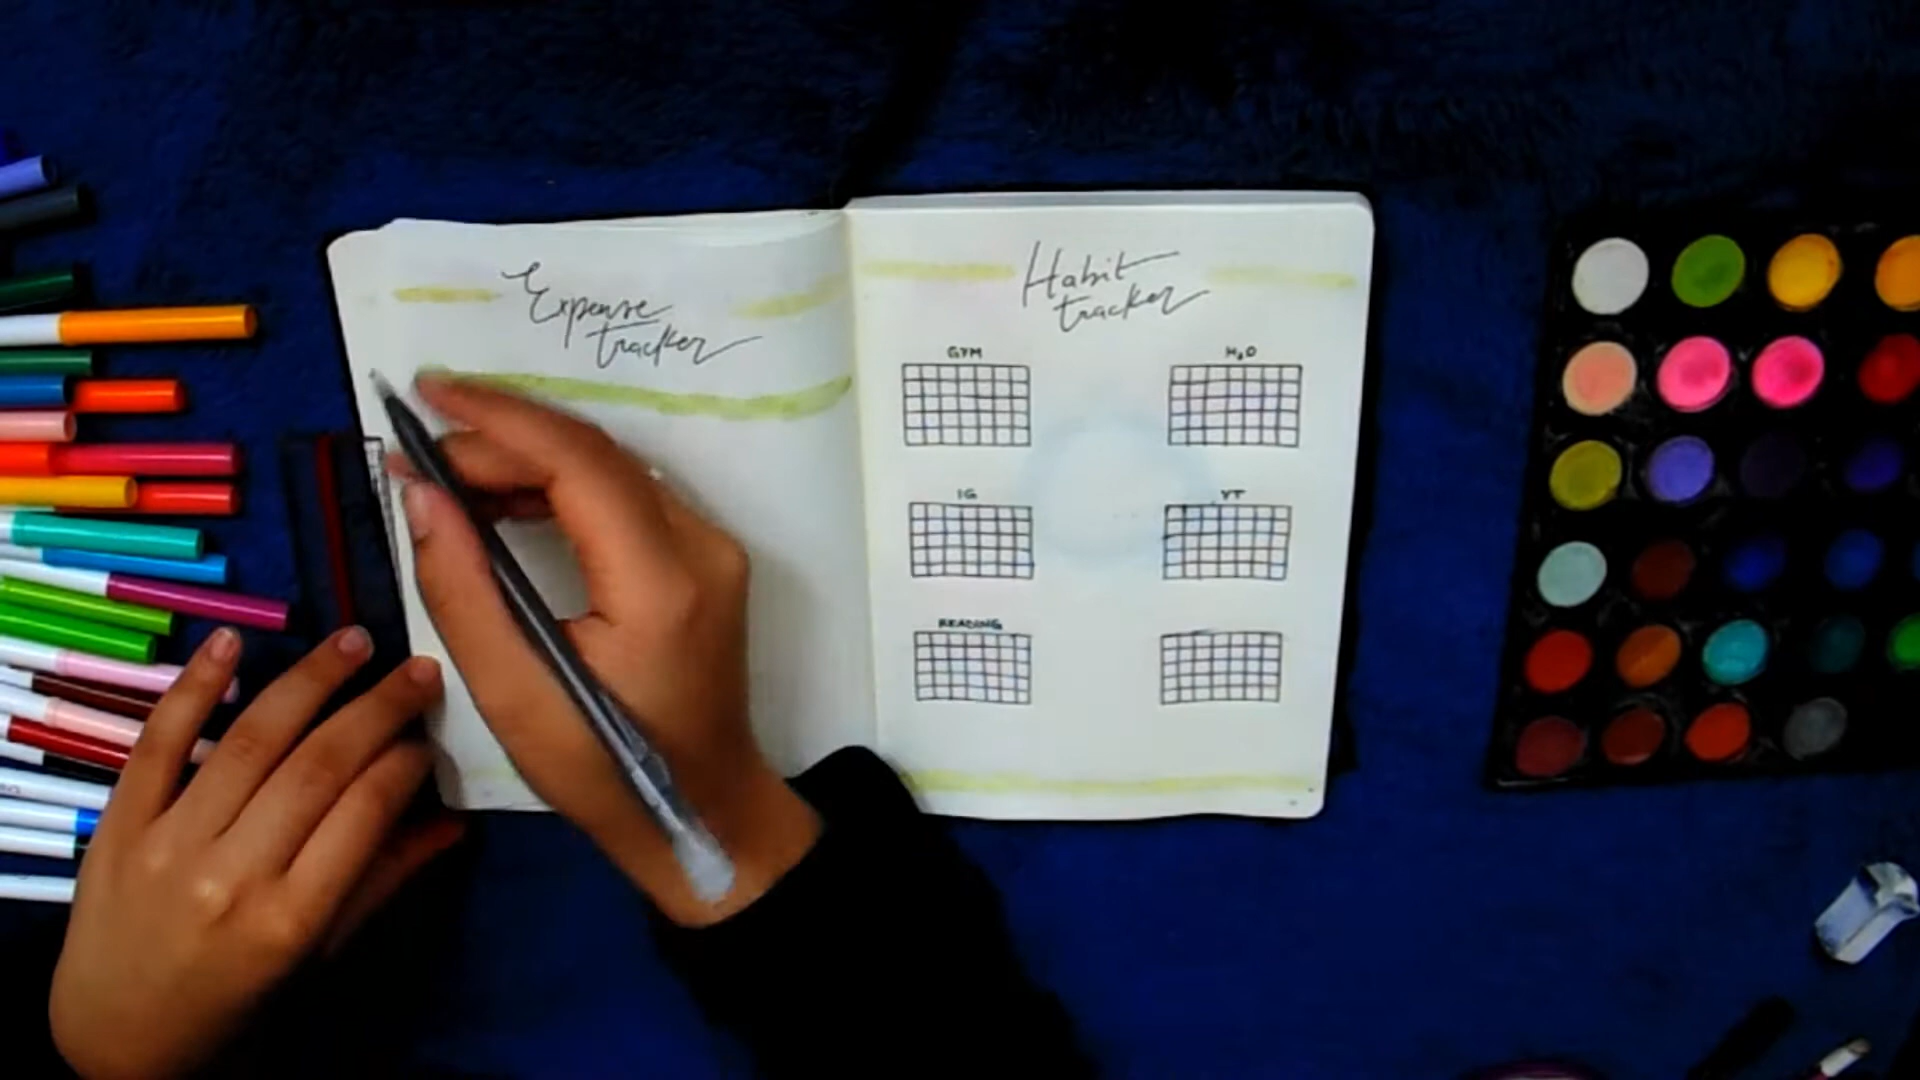 Expense
tracker
Habit
tracker
GYM
H₂O
IG
YT
READING